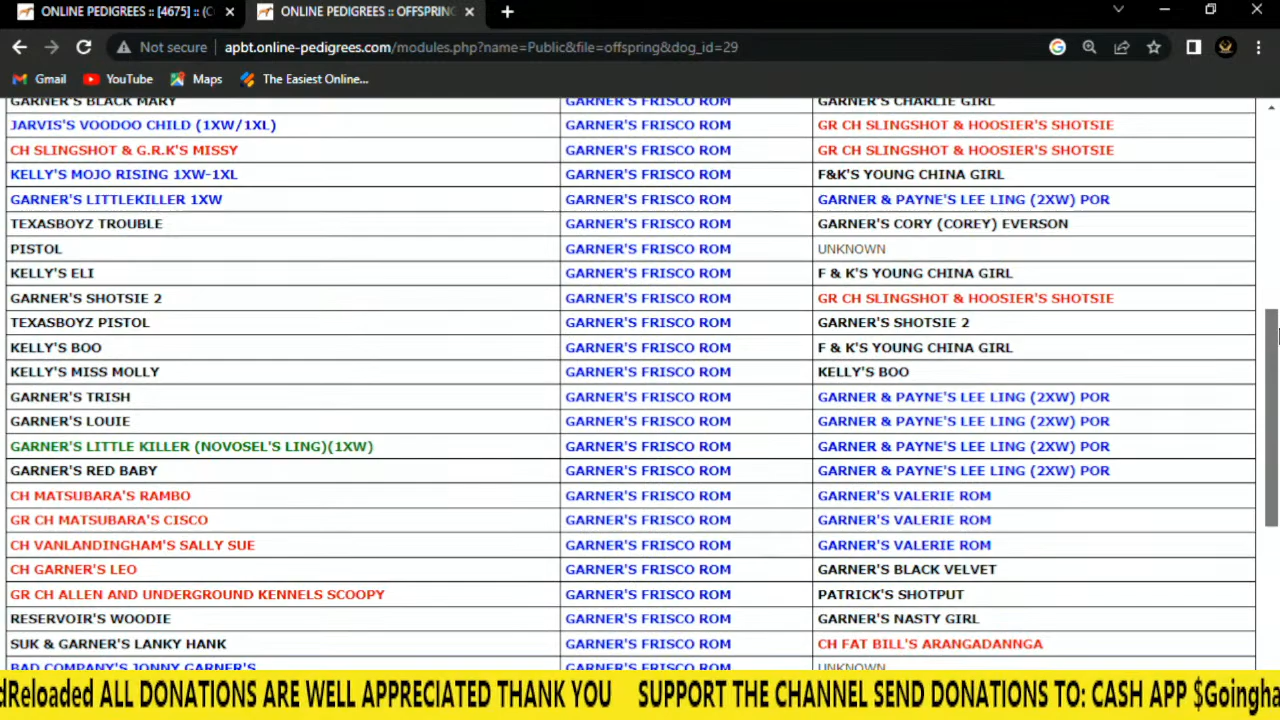 ONLINE PEDIGREES :: [4675] :: (C
ONLINE PEDIGREES :: OFFSPRING
Not secure apbt.online-pedigrees.com/modules.php?name=Public&file=offspring&dog_id=29
Gmail YouTube Maps The Easiest Online...
GARNER'S BLACK MARY GARNER'S FRISCO ROM GARNER'S CHARLIE GIRL
JARVIS'S VOODOO CHILD (1XW/1XL) GARNER'S FRISCO ROM GR CH SLINGSHOT & HOOSIER'S SHOTSIE
CH SLINGSHOT & G.R.K'S MISSY GARNER'S FRISCO ROM GR CH SLINGSHOT & HOOSIER'S SHOTSIE
KELLY'S MOJO RISING 1XW-1XL GARNER'S FRISCO ROM F&K'S YOUNG CHINA GIRL
GARNER'S LITTLEKILLER 1XW GARNER'S FRISCO ROM GARNER & PAYNE'S LEE LING (2XW) POR
TEXASBOYZ TROUBLE GARNER'S FRISCO ROM GARNER'S CORY (COREY) EVERSON
PISTOL GARNER'S FRISCO ROM UNKNOWN
KELLY'S ELI GARNER'S FRISCO ROM F & K'S YOUNG CHINA GIRL
GARNER'S SHOTSIE 2 GARNER'S FRISCO ROM GR CH SLINGSHOT & HOOSIER'S SHOTSIE
TEXASBOYZ PISTOL GARNER'S FRISCO ROM GARNER'S SHOTSIE 2
KELLY'S BOO GARNER'S FRISCO ROM F & K'S YOUNG CHINA GIRL
KELLY'S MISS MOLLY GARNER'S FRISCO ROM KELLY'S BOO
GARNER'S TRISH GARNER'S FRISCO ROM GARNER & PAYNE'S LEE LING (2XW) POR
GARNER'S LOUIE GARNER'S FRISCO ROM GARNER & PAYNE'S LEE LING (2XW) POR
GARNER'S LITTLE KILLER (NOVOSEL'S LING)(1XW) GARNER'S FRISCO ROM GARNER & PAYNE'S LEE LING (2XW) POR
GARNER'S RED BABY GARNER'S FRISCO ROM GARNER & PAYNE'S LEE LING (2XW) POR
CH MATSUBARA'S RAMBO GARNER'S FRISCO ROM GARNER'S VALERIE ROM
GR CH MATSUBARA'S CISCO GARNER'S FRISCO ROM GARNER'S VALERIE ROM
CH VANLANDINGHAM'S SALLY SUE GARNER'S FRISCO ROM GARNER'S VALERIE ROM
CH GARNER'S LEO GARNER'S FRISCO ROM GARNER'S BLACK VELVET
GR CH ALLEN AND UNDERGROUND KENNELS SCOOPY GARNER'S FRISCO ROM PATRICK'S SHOTPUT
RESERVOIR'S WOODIE GARNER'S FRISCO ROM GARNER'S NASTY GIRL
SUK & GARNER'S LANKY HANK GARNER'S FRISCO ROM CH FAT BILL'S ARANGADANNGA
BAD COMPANY'S JONNY GARNER'S GARNER'S FRISCO ROM UNKNOWN
dReloaded ALL DONATIONS ARE WELL APPRECIATED THANK YOU SUPPORT THE CHANNEL SEND DONATIONS TO: CASH APP $Goingha